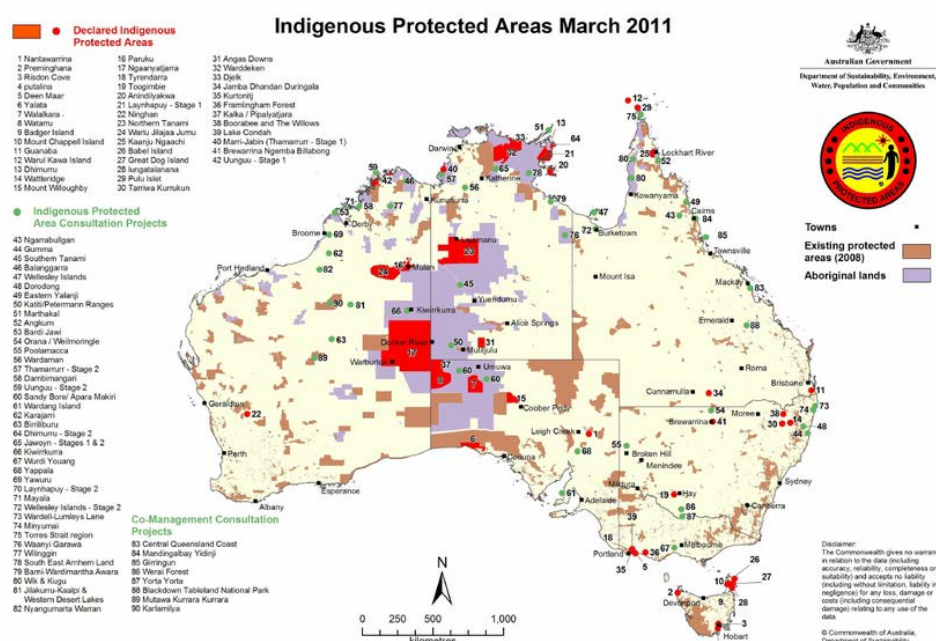 Indigenous Protected Areas March 2011
Declared Indigenous
Protected Areas
1 Nantawarrina
2 Preminghana
3 Risdon Cove
4 putalina
5 Deen Maar
6 Yalata
7 Walalkara
8 Watarru
9 Badger Island
10 Mount Chappell Island
11 Guanaba
12 Warul Kawa Island
13 Dhimurru
14 Wattleridge
15 Mount Willoughby
16 Paruku
17 Ngaanyatjarra
18 Tyrendarra
19 Toogimbie
20 Anindilyakwa
21 Laynhapuy - Stage 1
22 Ninghan
23 Northern Tanami
24 Warlu Jilajaa Jumu
25 Kaanju Ngaachi
26 Babel Island
27 Great Dog Island
28 lungatalanana
29 Pulu Islet
30 Tarriwa Kurrukun
31 Angas Downs
32 Warddeken
33 Djelk
34 Jamba Dhandan Duringala
35 Kurtonitj
36 Framlingham Forest
37 Kalka / Pipalyatjara
38 Boorabee and The Willows
39 Lake Condah
40 Marri-Jabin (Thamarrurr - Stage 1)
41 Brewarrina Ngemba Billabong
42 Uunguu - Stage 1
Indigenous Protected
Area Consultation Projects
43 Ngarrabullgan
44 Gumma
45 Southern Tanami
46 Balanggarra
47 Wellesley Islands
48 Dorodong
49 Eastern Yalanji
50 Katiti/Petermann Ranges
51 Marthakal
52 Angkum
53 Bardi Jawi
54 Orana / Weilmoringle
55 Poolamacca
56 Wardaman
57 Thamarrurr - Stage 2
58 Dambimangari
59 Uunguu - Stage 2
60 Sandy Bore/ Apara Makiri
61 Wardang Island
62 Karajarri
63 Birriliburu
64 Dhimurru - Stage 2
65 Jawoyn - Stages 1 & 2
66 Kiwirrkurra
67 Wurdi Youang
68 Yappala
69 Yawuru
70 Laynhapuy - Stage 2
71 Mayala
72 Wellesley Islands - Stage 2
73 Wardell-Lumleys Lane
74 Minyumai
75 Torres Strait region
76 Waanyi Garawa
77 Wilinggin
78 South East Arnhem Land
79 Barni-Wardimantha Awara
80 Wik & Kugu
81 Jilakurru-Kaalpi &
Western Desert Lakes
82 Nyangumarta Warran
Co-Management Consultation
Projects
83 Central Queensland Coast
84 Mandingalbay Yidinji
85 Girringun
86 Werai Forest
87 Yorta Yorta
88 Blackdown Tableland National Park
89 Mutawa Kurrara Kurrara
90 Karlamilya
Australian Government
Department of Sustainability, Environment,
Water, Population and Communities
INDIGENOUS
PROTECTED AREAS
Towns
Existing protected
areas (2008)
Aboriginal lands
Darwin
Katherine
Kununurra
Derby
Broome
Port Hedland
Mulan
Lajamanu
Yuendumu
Kiwirrkurra
Alice Springs
Docker River
Mutitjulu
Warburton
Umuwa
Coober Pedy
Geraldton
Perth
Esperance
Albany
Ceduna
Leigh Creek
Adelaide
Broken Hill
Menindee
Mildura
Hay
Canberra
Sydney
Melbourne
Portland
Devonport
Hobart
Lockhart River
Kowanyama
Cairns
Townsville
Burketown
Mount Isa
Mackay
Emerald
Roma
Brisbane
Cunnamulla
Moree
Brewarrina
N
0
250
500
1,000
kilometres
Disclaimer:
The Commonwealth gives no warranty
in relation to the data (including
accuracy, reliability, completeness or
suitability) and accepts no liability
(including without limitation, liability in
negligence) for any loss, damage or
costs (including consequential
damage) relating to any use of the
data.
© Commonwealth of Australia,
Department of Sustainability,